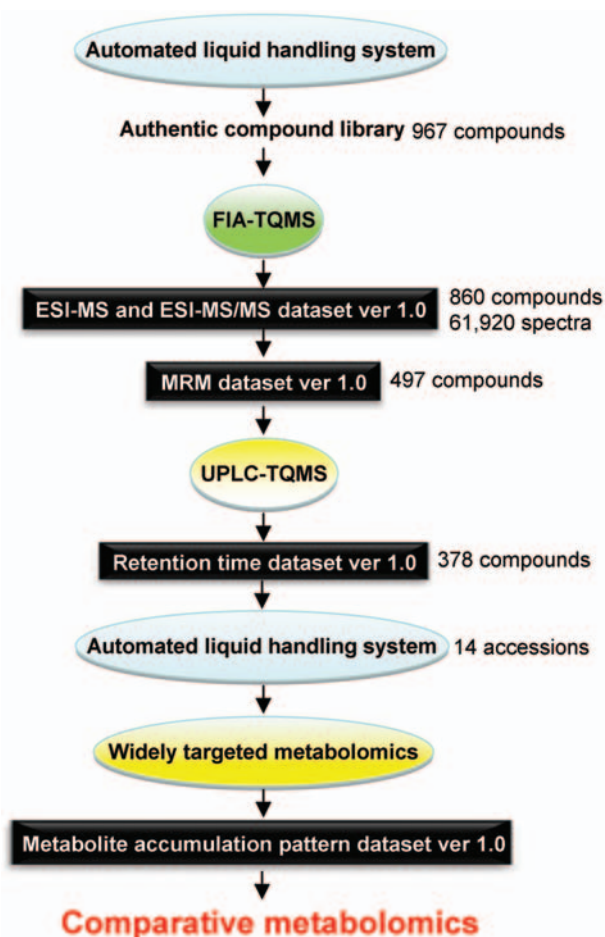 Automated liquid handling system
Authentic compound library 967 compounds
FIA-TQMS
ESI-MS and ESI-MS/MS dataset ver 1.0
860 compounds
61,920 spectra
MRM dataset ver 1.0
497 compounds
UPLC-TQMS
Retention time dataset ver 1.0
378 compounds
Automated liquid handling system
14 accessions
Widely targeted metabolomics
Metabolite accumulation pattern dataset ver 1.0
Comparative metabolomics